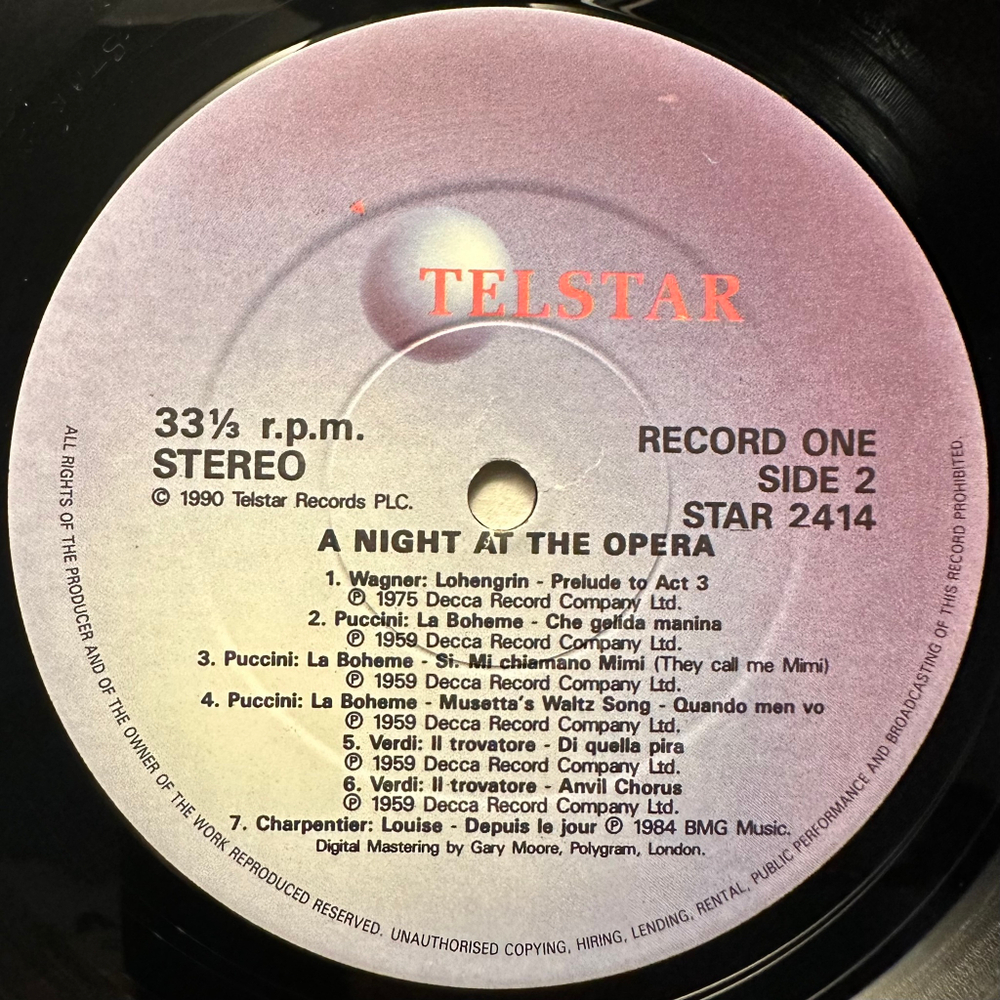 TELSTAR
33⅓ r.p.m.
STEREO
© 1990 Telstar Records PLC.
RECORD ONE
SIDE 2
STAR 2414
A NIGHT AT THE OPERA
1. Wagner: Lohengrin - Prelude to Act 3
℗ 1975 Decca Record Company Ltd.
2. Puccini: La Boheme - Che gelida manina
℗ 1959 Decca Record Company Ltd.
3. Puccini: La Boheme - Si. Mi chiamano Mimi (They call me Mimi)
℗ 1959 Decca Record Company Ltd.
4. Puccini: La Boheme - Musetta's Waltz Song - Quando men vo
℗ 1959 Decca Record Company Ltd.
5. Verdi: Il trovatore - Di quella pira
℗ 1959 Decca Record Company Ltd.
6. Verdi: Il trovatore - Anvil Chorus
℗ 1959 Decca Record Company Ltd.
7. Charpentier: Louise - Depuis le jour ℗ 1984 BMG Music.
Digital Mastering by Gary Moore, Polygram, London.
ALL RIGHTS OF THE PRODUCER AND OF THE OWNER OF THE WORK REPRODUCED RESERVED. UNAUTHORISED COPYING, HIRING, LENDING, RENTAL, PUBLIC PERFORMANCE AND BROADCASTING OF THIS RECORD PROHIBITED.